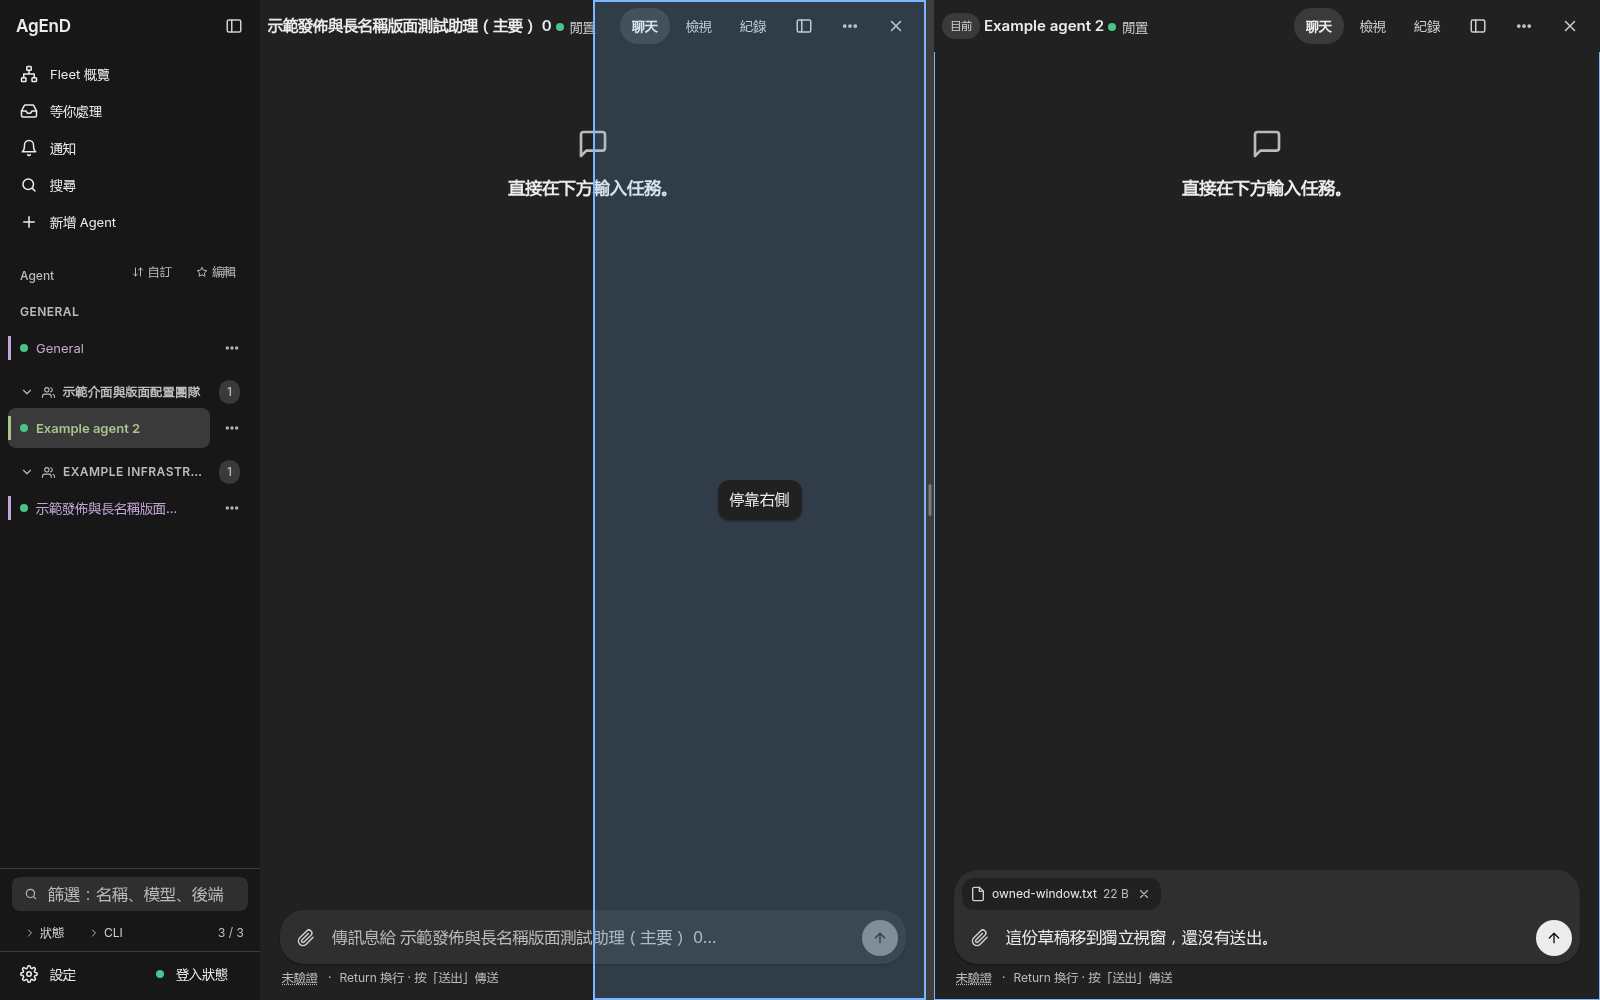 AgEnD
Fleet 概覽
等你處理
通知
搜尋
新增 Agent
Agent
自訂
編輯
GENERAL
General
示範介面與版面配置團隊
1
Example agent 2
EXAMPLE INFRASTR...
1
示範發佈與長名稱版面...
篩選：名稱、模型、後端
狀態
CLI
3 / 3
設定
登入狀態
示範發佈與長名稱版面測試助理（主要）0
閒置
聊天
檢視
紀錄
直接在下方輸入任務。
停靠右側
傳訊息給 示範發佈與長名稱版面測試助理（主要）0...
未驗證 · Return 換行 · 按「送出」傳送
目前
Example agent 2
閒置
聊天
檢視
紀錄
直接在下方輸入任務。
owned-window.txt 22 B
這份草稿移到獨立視窗，還沒有送出。
未驗證 · Return 換行 · 按「送出」傳送